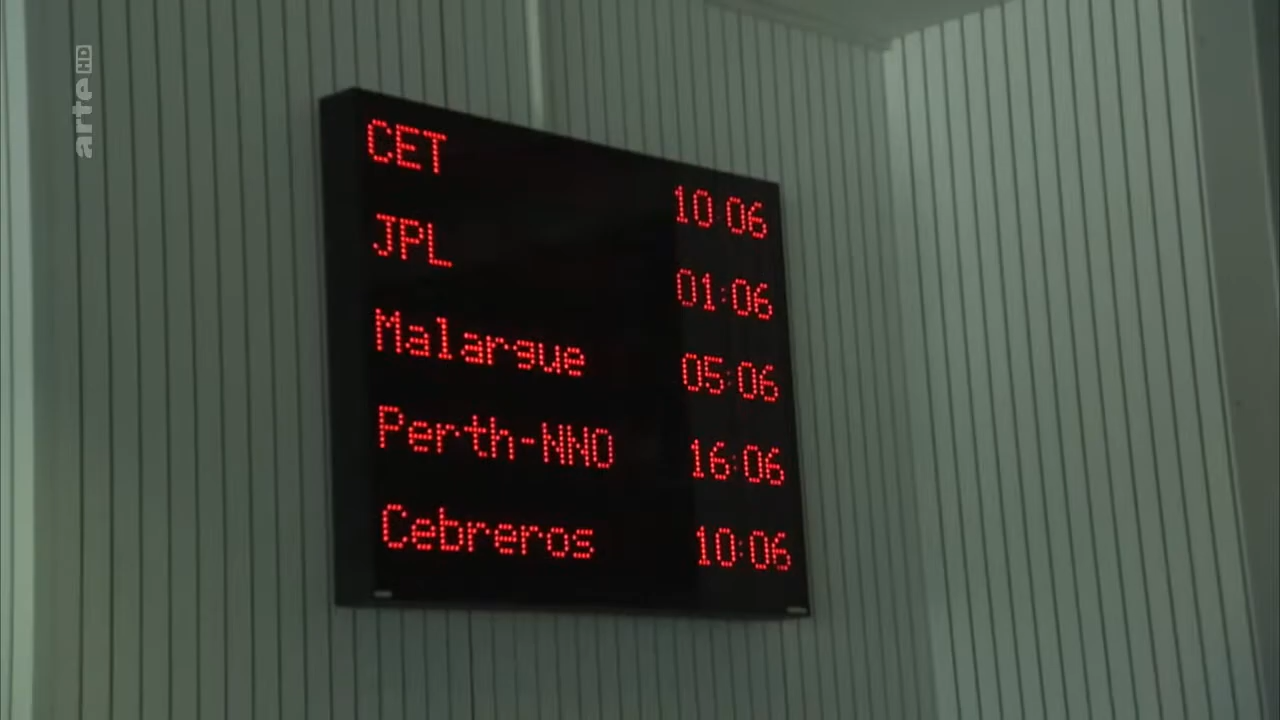 arte HD
CET 10:06
JPL 01:06
Malargue 05:06
Perth-NNO 16:06
Cebreros 10:06